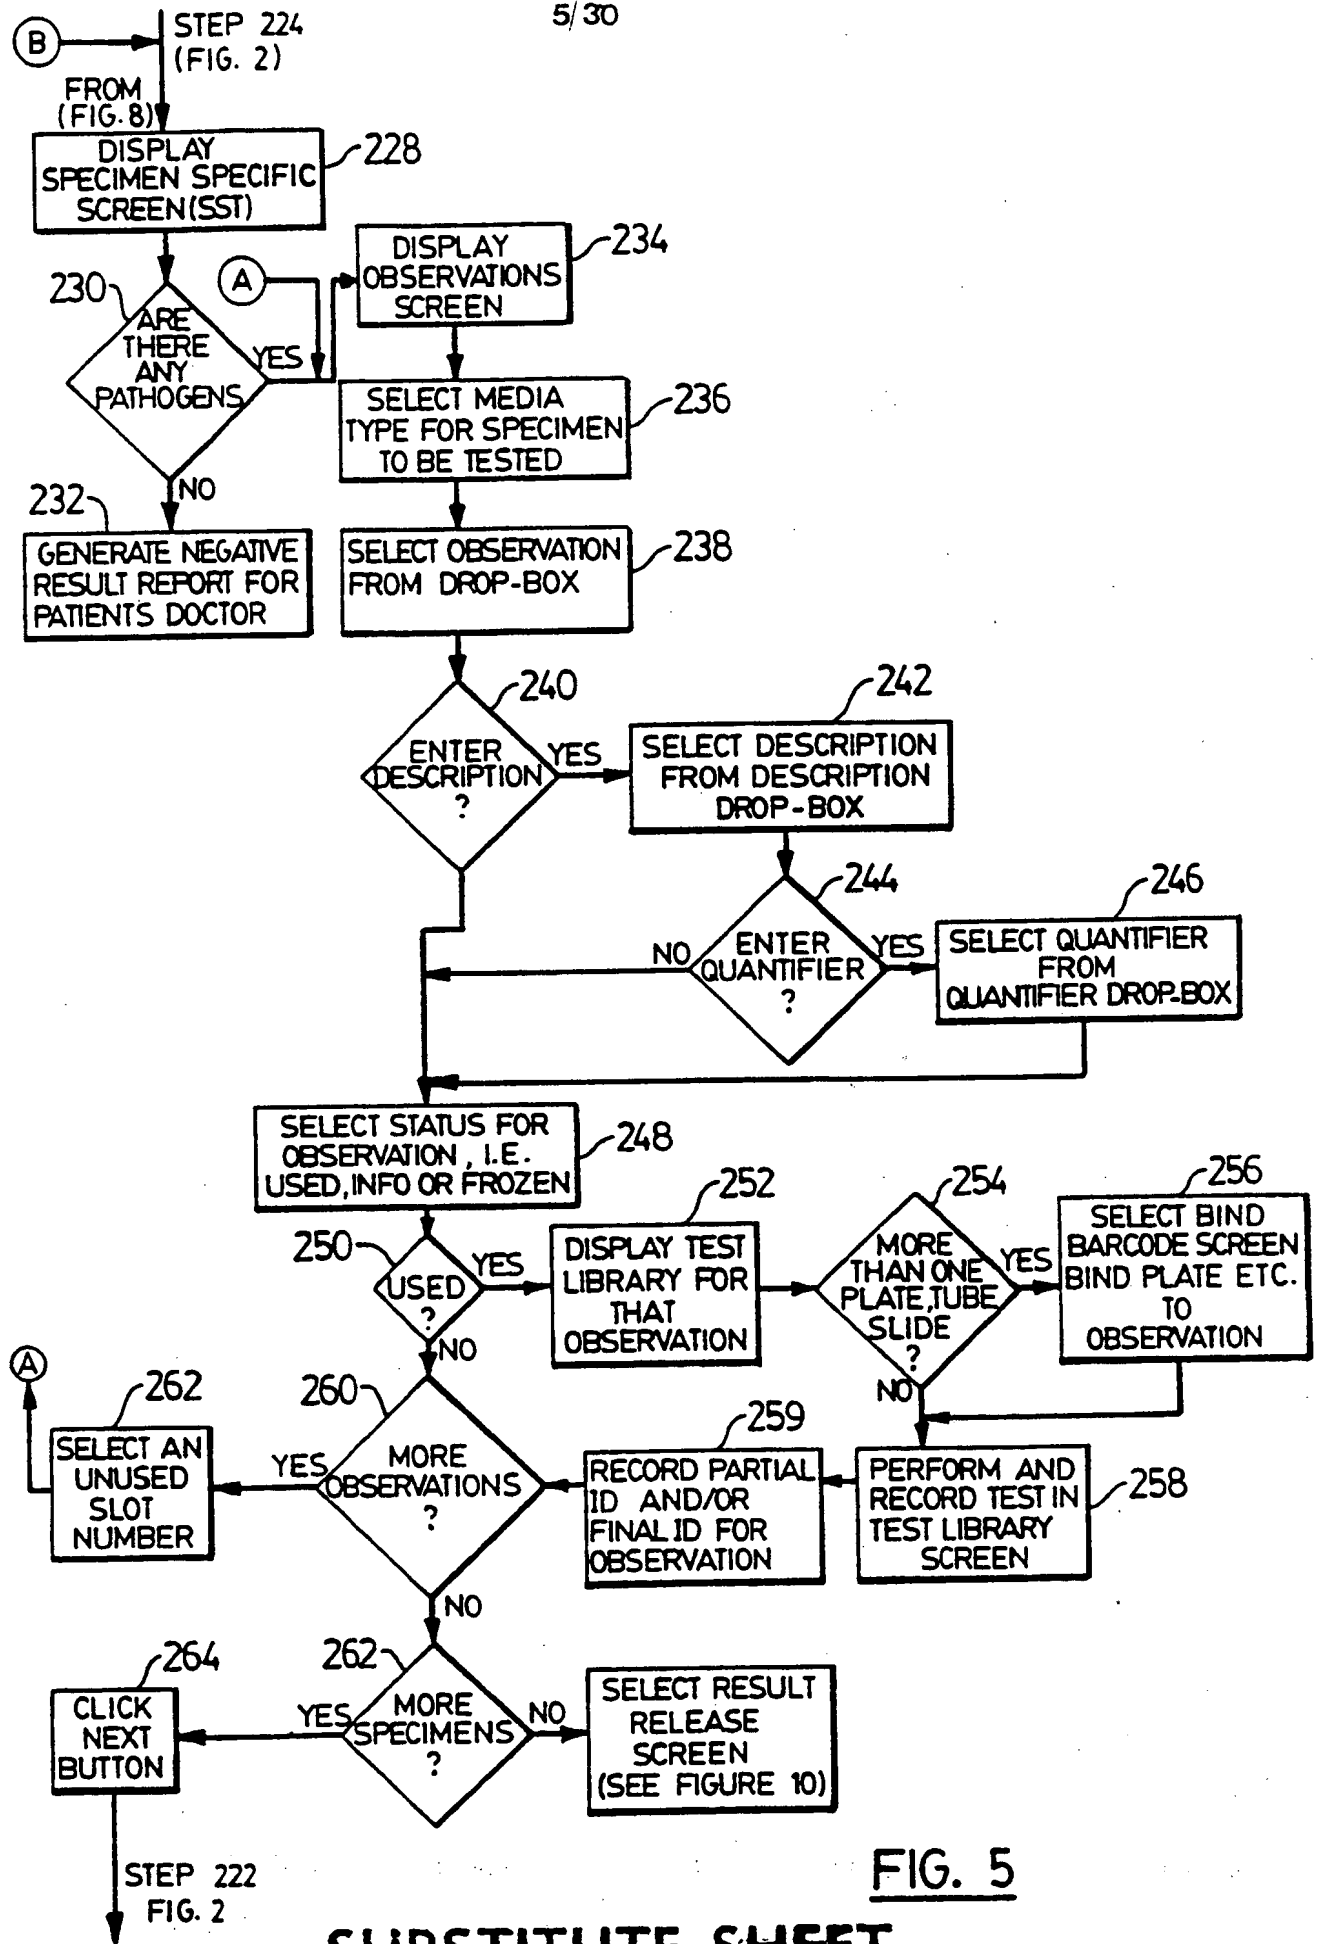 5/30
B
STEP 224
(FIG. 2)
FROM
(FIG. 8)
DISPLAY
SPECIMEN SPECIFIC
SCREEN(SST)
228
230
ARE
THERE
ANY
PATHOGENS
YES
A
NO
232
GENERATE NEGATIVE
RESULT REPORT FOR
PATIENTS DOCTOR
DISPLAY
OBSERVATIONS
SCREEN
234
SELECT MEDIA
TYPE FOR SPECIMEN
TO BE TESTED
236
SELECT OBSERVATION
FROM DROP-BOX
238
240
ENTER
DESCRIPTION
?
YES
242
SELECT DESCRIPTION
FROM DESCRIPTION
DROP-BOX
244
ENTER
QUANTIFIER
?
NO
YES
246
SELECT QUANTIFIER
FROM
QUANTIFIER DROP-BOX
SELECT STATUS FOR
OBSERVATION, I.E.
USED, INFO OR FROZEN
248
250
USED
?
YES
NO
252
DISPLAY TEST
LIBRARY FOR
THAT
OBSERVATION
254
MORE
THAN ONE
PLATE,TUBE
SLIDE
?
YES
NO
256
SELECT BIND
BARCODE SCREEN
BIND PLATE ETC.
TO
OBSERVATION
PERFORM AND
RECORD TEST IN
TEST LIBRARY
SCREEN
258
259
RECORD PARTIAL
ID AND/OR
FINAL ID FOR
OBSERVATION
260
MORE
OBSERVATIONS
?
YES
NO
A
262
SELECT AN
UNUSED
SLOT
NUMBER
262
MORE
SPECIMENS
?
YES
NO
264
CLICK
NEXT
BUTTON
SELECT RESULT
RELEASE
SCREEN
(SEE FIGURE 10)
STEP 222
FIG. 2
FIG. 5
SUBSTITUTE SHEET